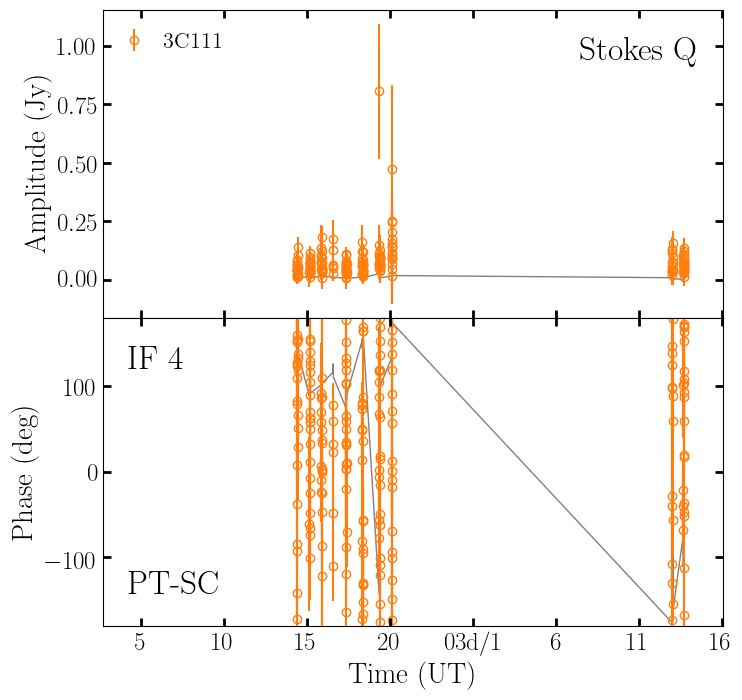 1.00
3C111
Stokes Q
0.75
0.50
0.25
0.00
Amplitude (Jy)
IF 4
100
0
−100
Phase (deg)
PT-SC
5 10 15 20 03d/1 6 11 16
Time (UT)